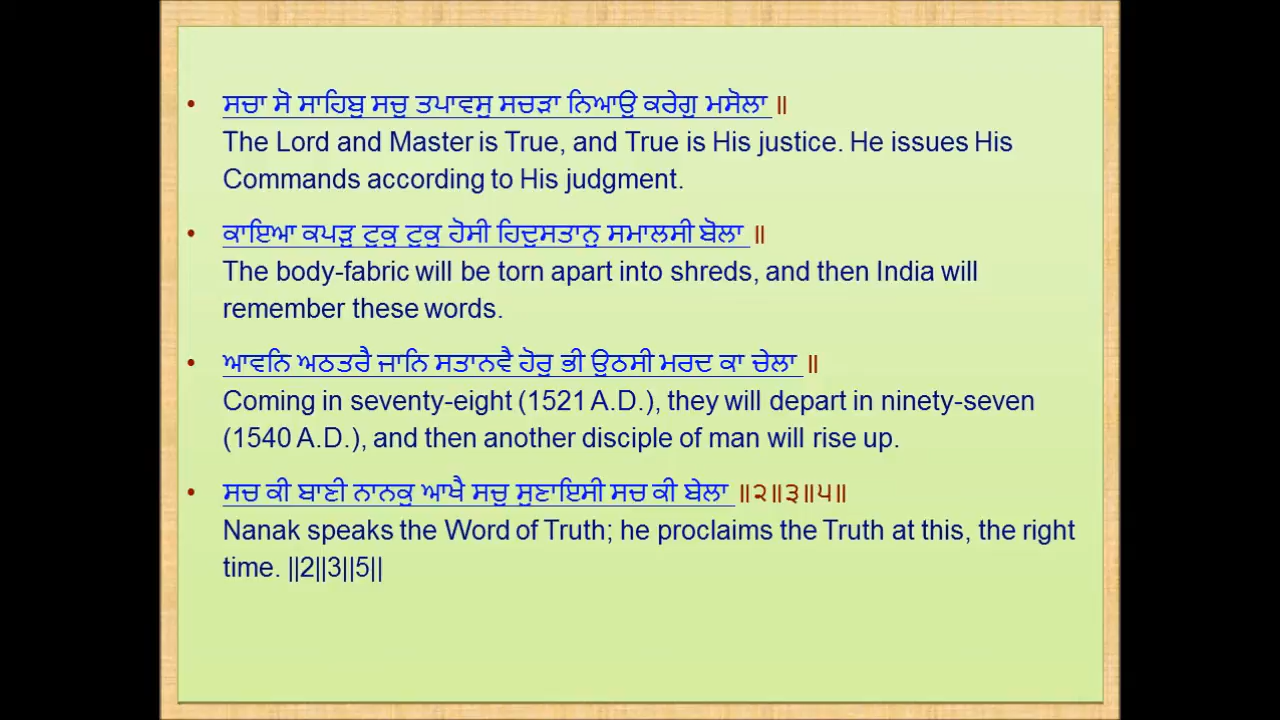 • ਸਚਾ ਸੋ ਸਾਹਿਬੁ ਸਚੁ ਤਪਾਵਸੁ ਸਚੜਾ ਨਿਆਉ ਕਰੇਗੁ ਮਸੋਲਾ ॥
The Lord and Master is True, and True is His justice. He issues His
Commands according to His judgment.
• ਕਾਇਆ ਕਪੜੁ ਟੁਕੁ ਟੁਕੁ ਹੋਸੀ ਹਿਦੁਸਤਾਨੁ ਸਮਾਲਸੀ ਬੋਲਾ ॥
The body-fabric will be torn apart into shreds, and then India will
remember these words.
• ਆਵਨਿ ਅਠਤਰੈ ਜਾਨਿ ਸਤਾਨਵੈ ਹੋਰੁ ਭੀ ਉਠਸੀ ਮਰਦ ਕਾ ਚੇਲਾ ॥
Coming in seventy-eight (1521 A.D.), they will depart in ninety-seven
(1540 A.D.), and then another disciple of man will rise up.
• ਸਚ ਕੀ ਬਾਣੀ ਨਾਨਕੁ ਆਖੈ ਸਚੁ ਸੁਣਾਇਸੀ ਸਚ ਕੀ ਬੇਲਾ ॥੨॥੩॥੫॥
Nanak speaks the Word of Truth; he proclaims the Truth at this, the right
time. ||2||3||5||